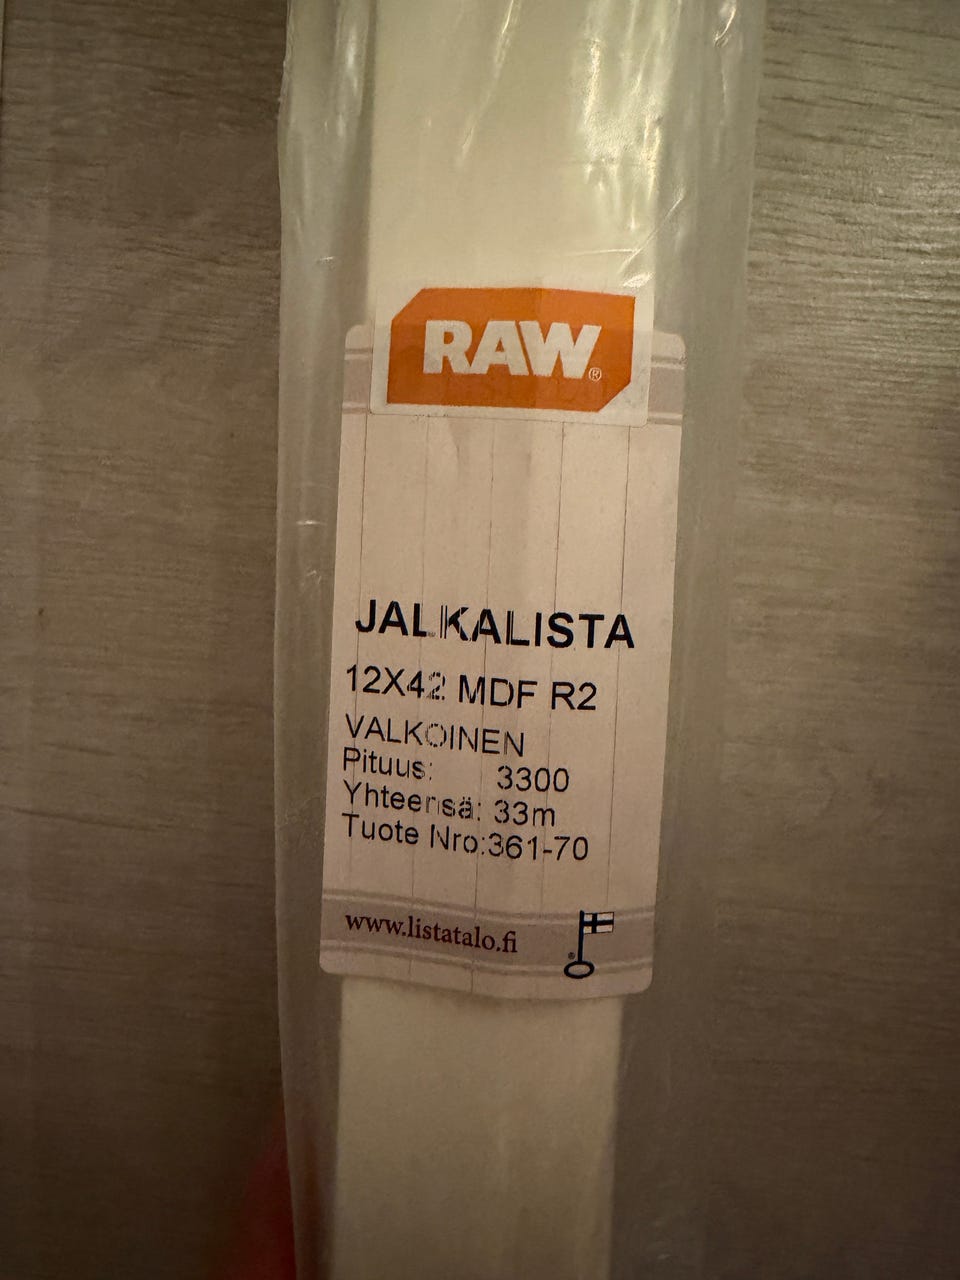 RAW®
JALKALISTA
12X42 MDF R2
VALKOINEN
Pituus: 3300
Yhteensä: 33m
Tuote Nro:361-70
www.listatalo.fi
®